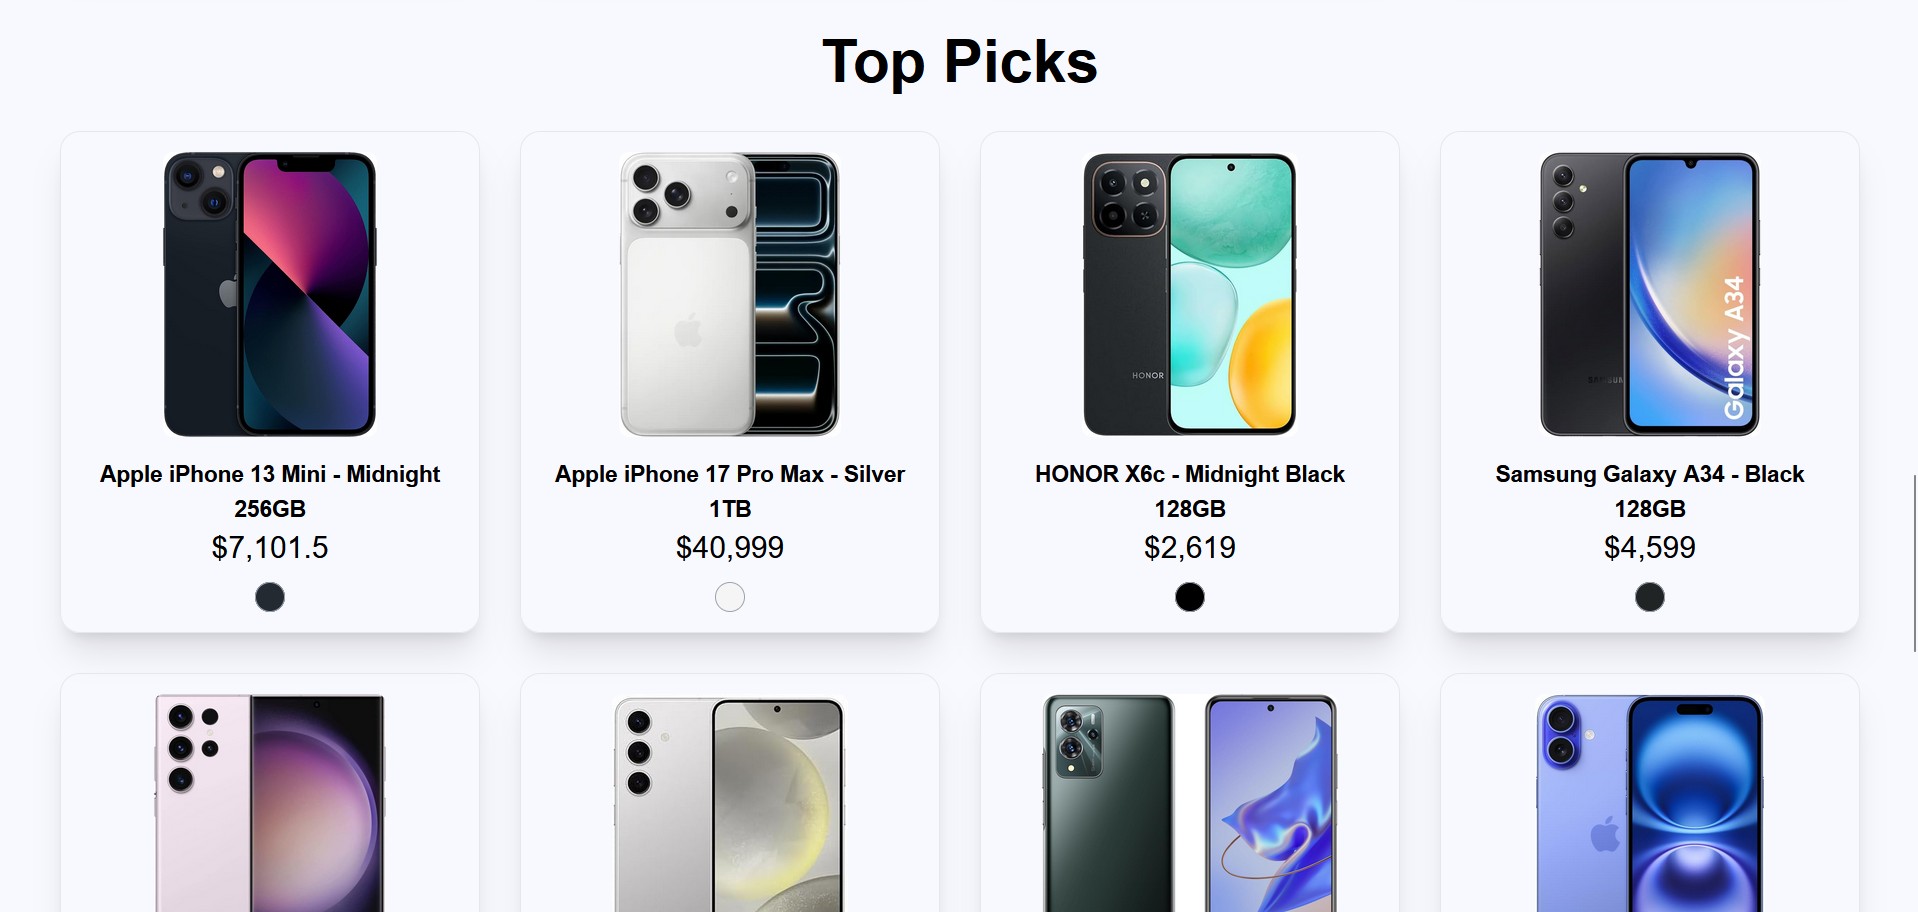 Top Picks
HONOR
SAMSUN
Galaxy A34
Apple iPhone 13 Mini - Midnight
256GB
$7,101.5
Apple iPhone 17 Pro Max - Silver
1TB
$40,999
HONOR X6c - Midnight Black
128GB
$2,619
Samsung Galaxy A34 - Black
128GB
$4,599